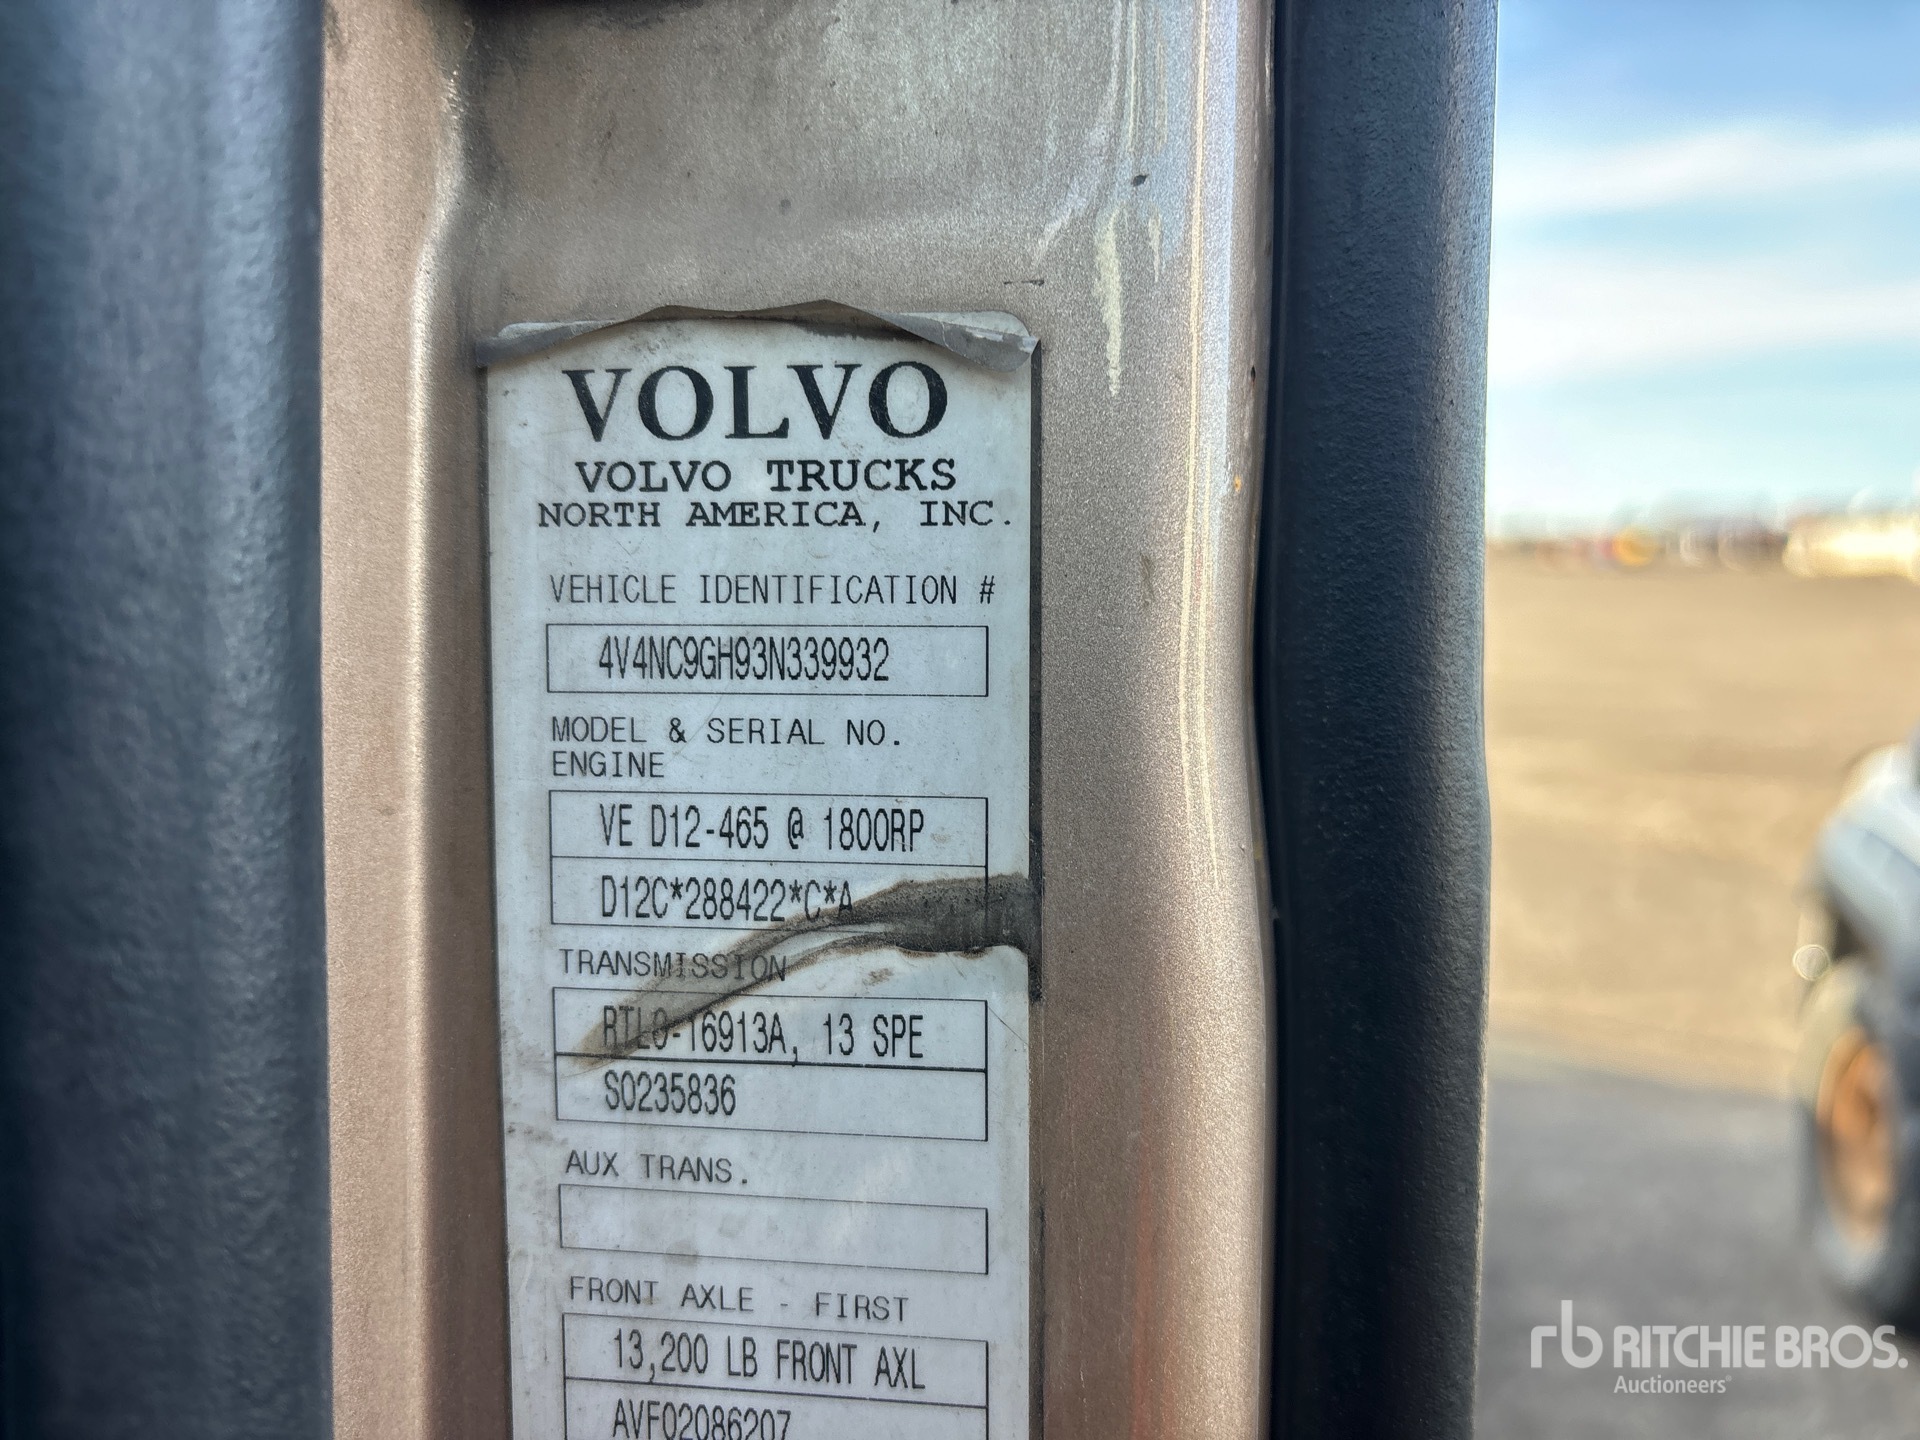 VOLVO
VOLVO TRUCKS
NORTH AMERICA, INC.
VEHICLE IDENTIFICATION #
4V4NC9GH93N339932
MODEL & SERIAL NO.
ENGINE
VE D12-465 @ 1800RP
D12C*288422*C*A
TRANSMISSION
RTLO-16913A, 13 SPE
S0235836
AUX TRANS.
FRONT AXLE - FIRST
13,200 LB FRONT AXL
AVF02086207
rb RITCHIE BROS.
Auctioneers